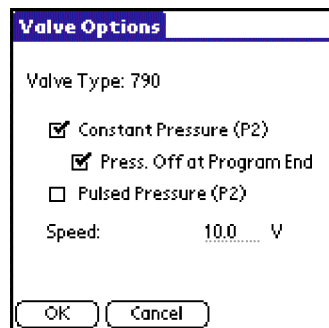 Valve Options
Valve Type: 790
Constant Pressure (P2)
Press. Off at Program End
Pulsed Pressure (P2)
Speed: 10.0 V
OK Cancel